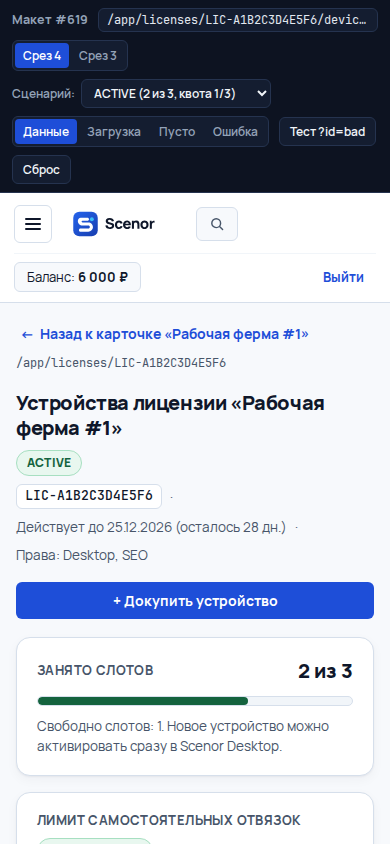 Макет #619 /app/licenses/LIC-A1B2C3D4E5F6/devic…
Срез 4 Срез 3
Сценарий: ACTIVE (2 из 3, квота 1/3)
Данные Загрузка Пусто Ошибка Тест ?id=bad
Сброс
Scenor
Баланс: 6 000 ₽ Выйти
← Назад к карточке «Рабочая ферма #1»
/app/licenses/LIC-A1B2C3D4E5F6
Устройства лицензии «Рабочая
ферма #1»
ACTIVE
LIC-A1B2C3D4E5F6 ·
Действует до 25.12.2026 (осталось 28 дн.) ·
Права: Desktop, SEO
+ Докупить устройство
ЗАНЯТО СЛОТОВ 2 из 3
Свободно слотов: 1. Новое устройство можно
активировать сразу в Scenor Desktop.
ЛИМИТ САМОСТОЯТЕЛЬНЫХ ОТВЯЗОК